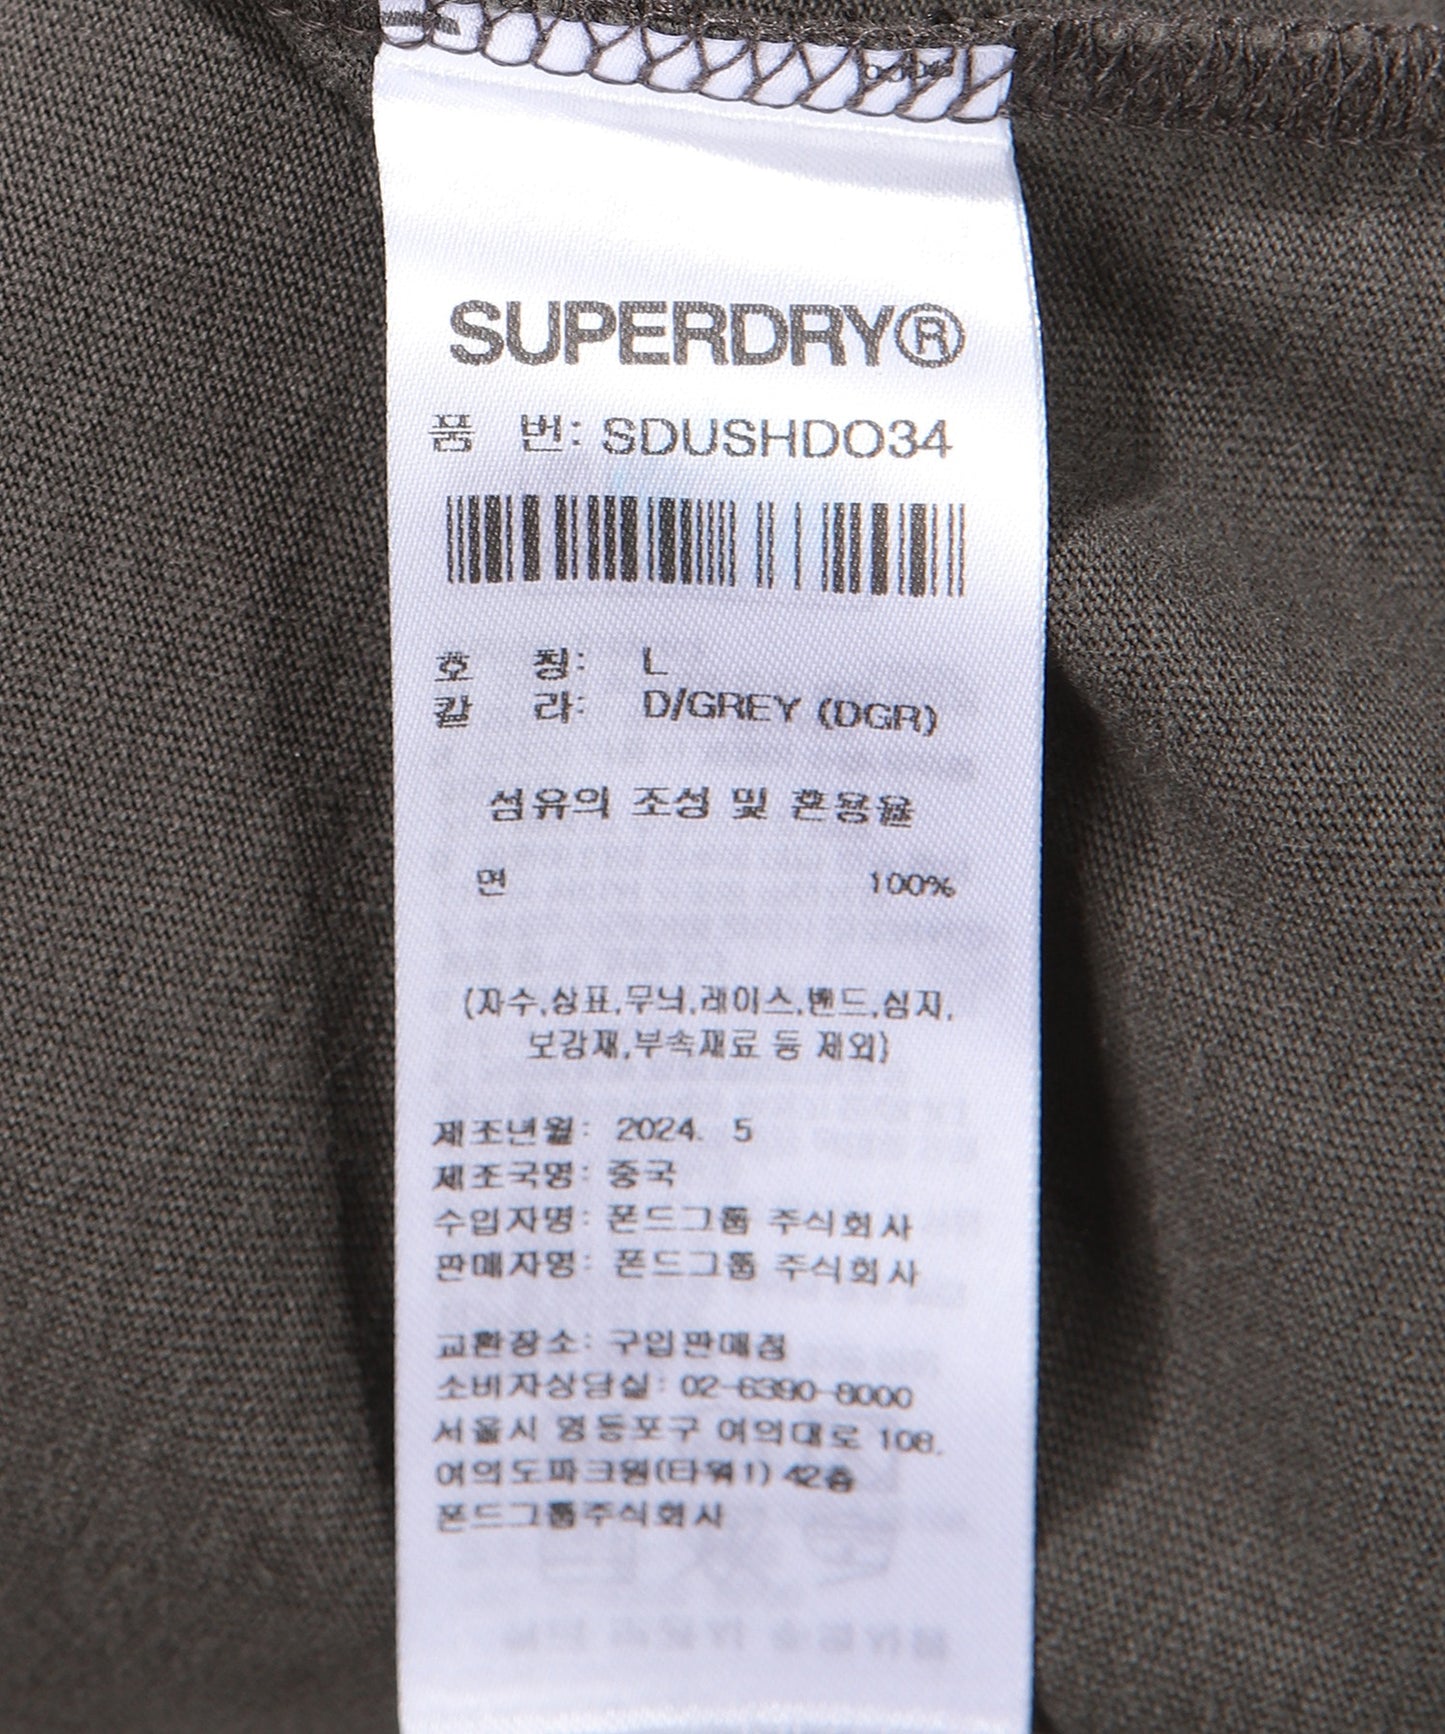 SUPERDRY®
품 번: SDUSHDO34
호 칭: L
칼 라: D/GREY (DGR)
섬유의 조성 및 혼용율
면 100%
(자수,상표,무늬,레이스,밴드,심지,
보강재,부속재료 등 제외)
제조년월: 2024. 5
제조국명: 중국
수입자명: 폰드그룹 주식회사
판매자명: 폰드그룹 주식회사
교환장소: 구입판매점
소비자상담실: 02-6390-8000
서울시 영등포구 여의대로 108,
여의도파크원(타워1) 42층
폰드그룹주식회사